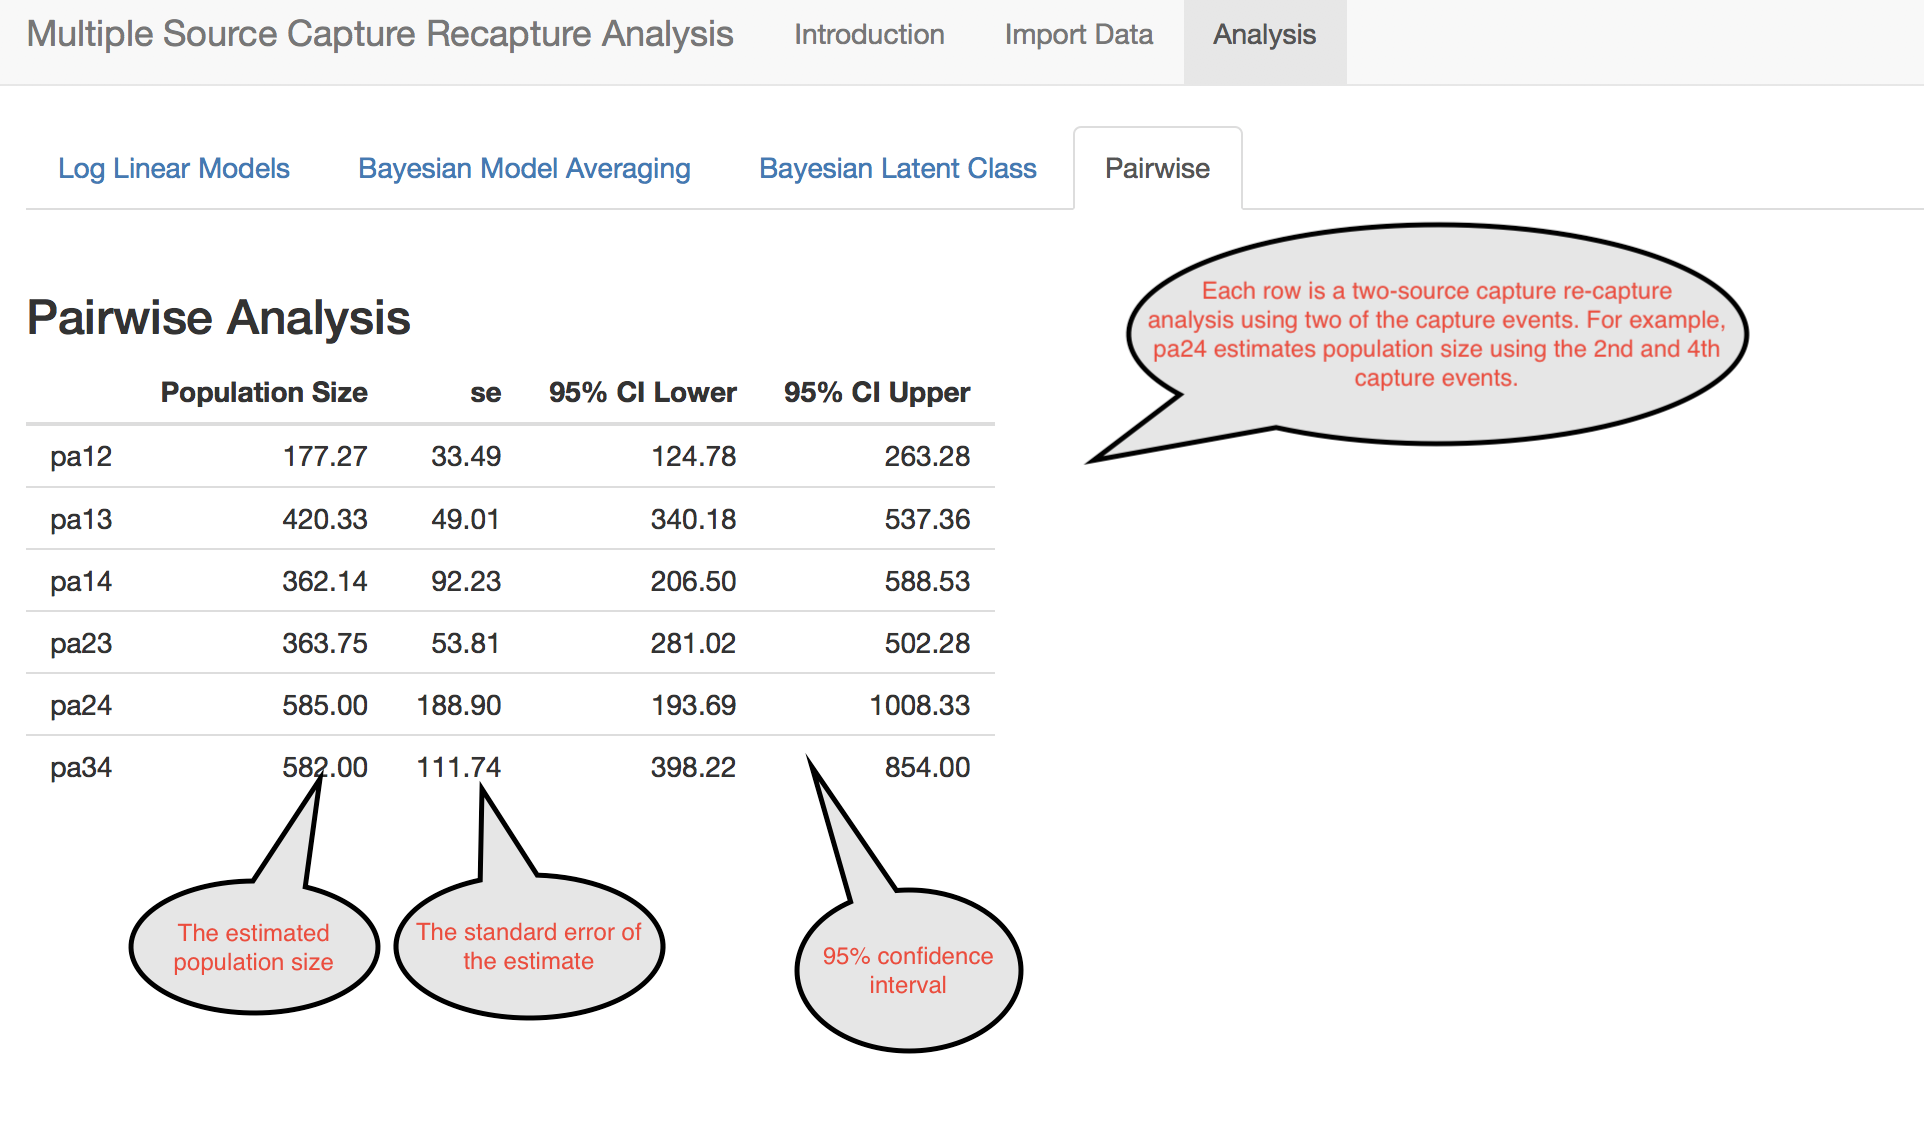 Multiple Source Capture Recapture Analysis Introduction Import Data Analysis
Log Linear Models Bayesian Model Averaging Bayesian Latent Class Pairwise
Each row is a two-source capture re-capture
analysis using two of the capture events. For example,
pa24 estimates population size using the 2nd and 4th
capture events.
Pairwise Analysis
Population Size se 95% CI Lower 95% CI Upper
pa12 177.27 33.49 124.78 263.28
pa13 420.33 49.01 340.18 537.36
pa14 362.14 92.23 206.50 588.53
pa23 363.75 53.81 281.02 502.28
pa24 585.00 188.90 193.69 1008.33
pa34 582.00 111.74 398.22 854.00
The estimated
population size
The standard error of
the estimate
95% confidence
interval